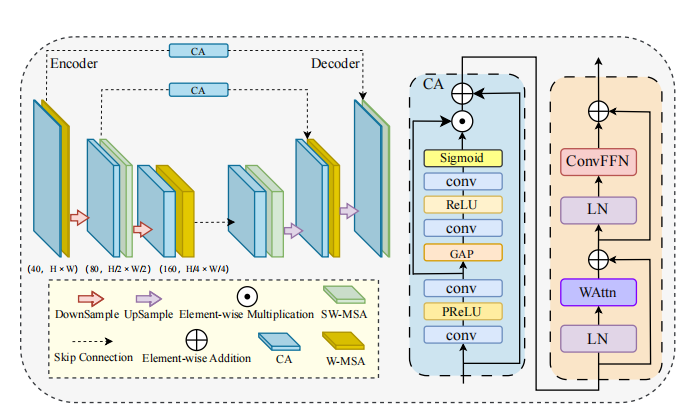 CA
Encoder
Decoder
CA
(40, H × W) (80, H/2 × W/2) (160, H/4 × W/4)
DownSample
UpSample
Element-wise Multiplication
SW-MSA
Skip Connection
Element-wise Addition
CA
W-MSA
CA
Sigmoid
conv
ReLU
conv
GAP
conv
PReLU
conv
ConvFFN
LN
WAttn
LN